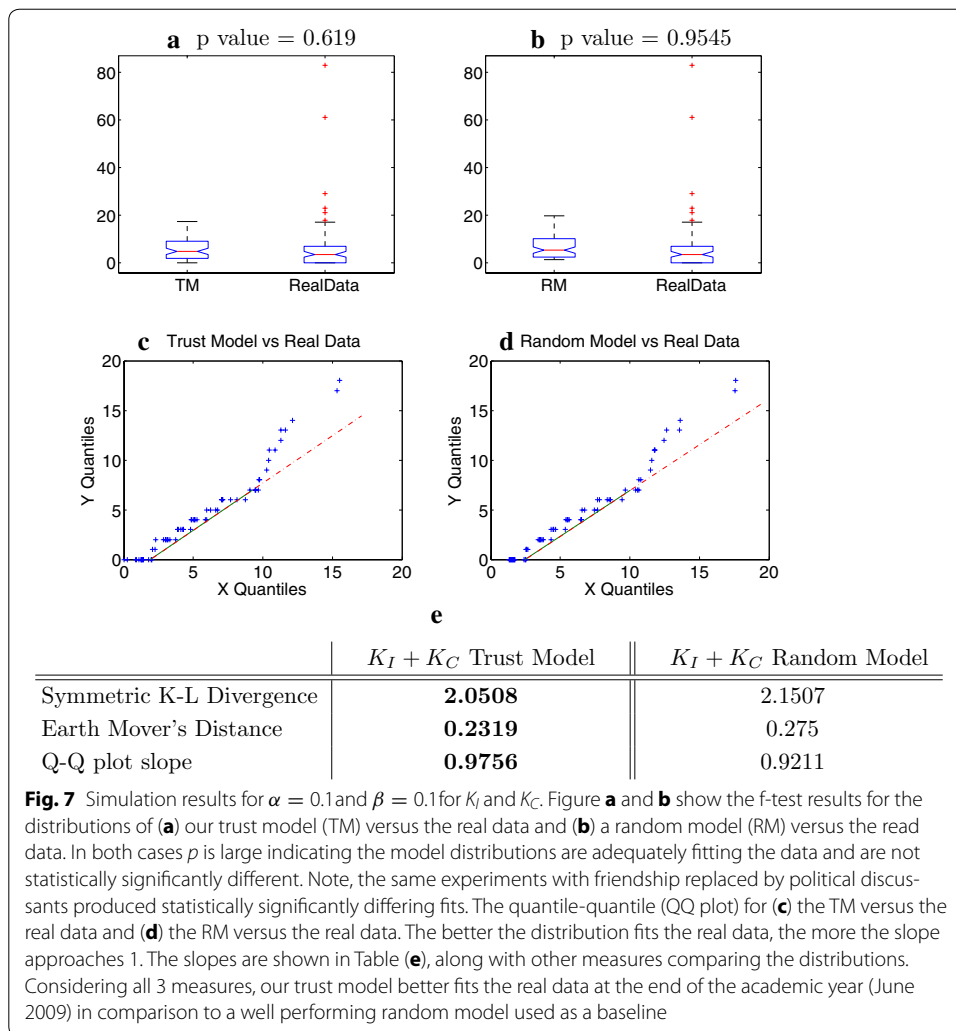 a p value = 0.619
80
60
40
20
0
TM RealData
b p value = 0.9545
80
60
40
20
0
RM RealData
c Trust Model vs Real Data
Y Quantiles
20
15
10
5
0
0 5 10 15 20
X Quantiles
d Random Model vs Real Data
Y Quantiles
20
15
10
5
0
0 5 10 15 20
X Quantiles
e
K_I + K_C Trust Model K_I + K_C Random Model
Symmetric K-L Divergence 2.0508 2.1507
Earth Mover's Distance 0.2319 0.275
Q-Q plot slope 0.9756 0.9211
Fig. 7 Simulation results for α = 0.1and β = 0.1for K_I and K_C. Figure a and b show the f-test results for the
distributions of (a) our trust model (TM) versus the real data and (b) a random model (RM) versus the read
data. In both cases p is large indicating the model distributions are adequately fitting the data and are not
statistically significantly different. Note, the same experiments with friendship replaced by political discus-
sants produced statistically significantly differing fits. The quantile-quantile (QQ plot) for (c) the TM versus the
real data and (d) the RM versus the real data. The better the distribution fits the real data, the more the slope
approaches 1. The slopes are shown in Table (e), along with other measures comparing the distributions.
Considering all 3 measures, our trust model better fits the real data at the end of the academic year (June
2009) in comparison to a well performing random model used as a baseline